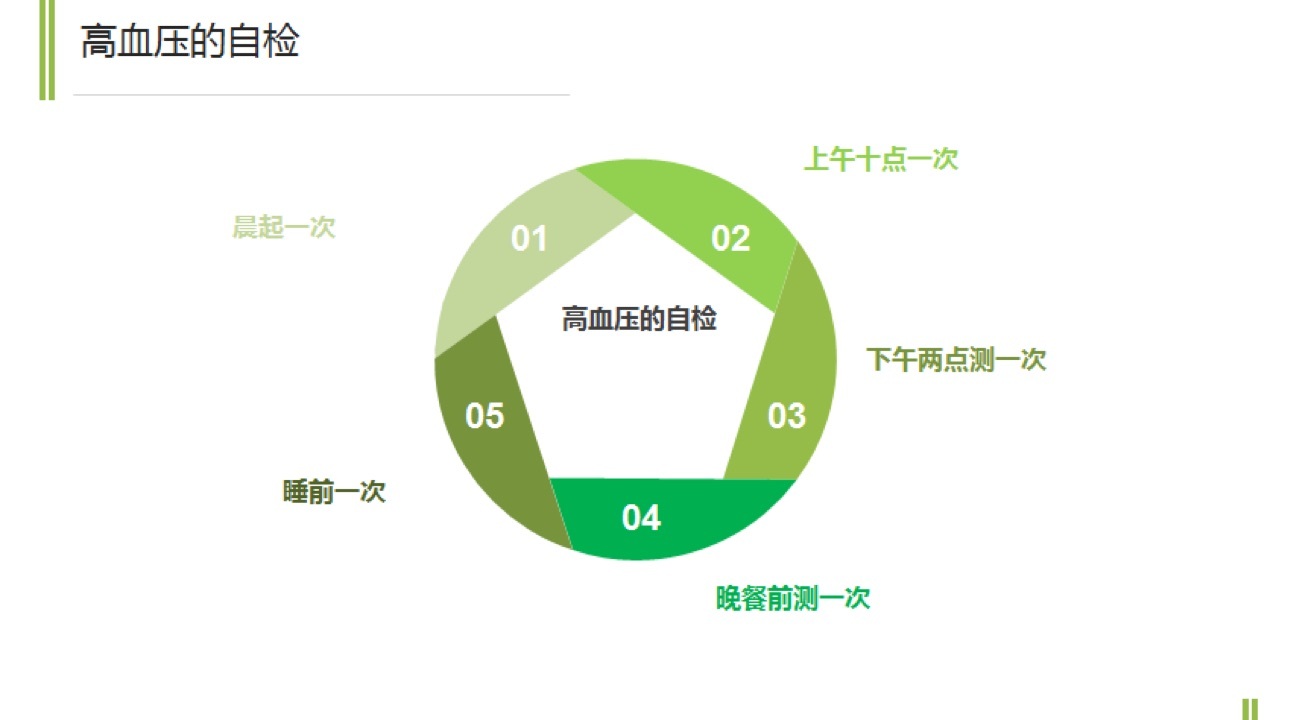 高血压的自检
晨起一次
01
上午十点一次
02
高血压的自检
下午两点测一次
03
晚餐前测一次
04
睡前一次
05